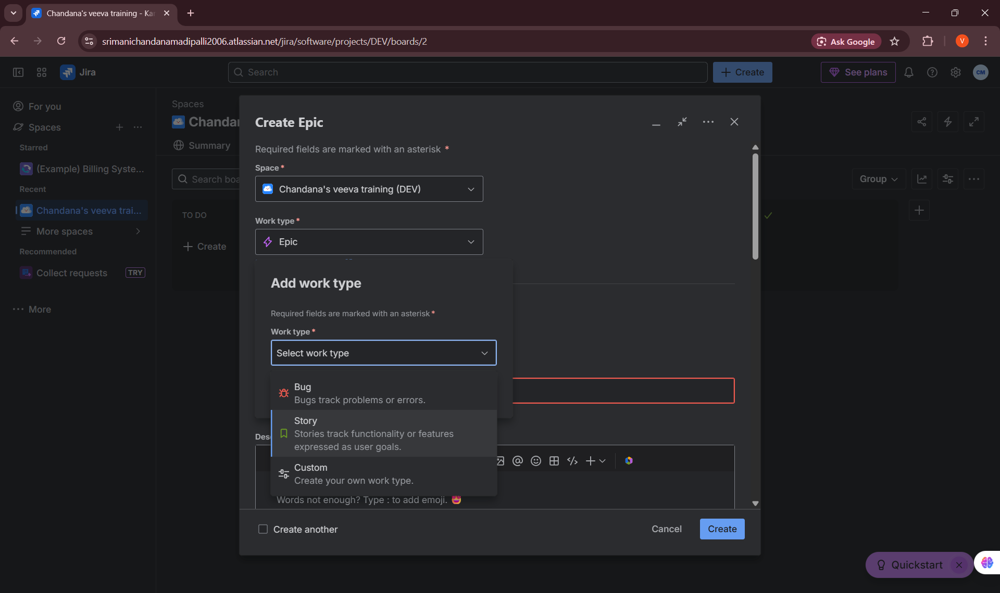 Chandana's veeva training - Kan
srimanichandanamadipalli2006.atlassian.net/jira/software/projects/DEV/boards/2
Ask Google
V
Jira
Search
Create
See plans
CM
For you
Spaces
Starred
(Example) Billing Syste...
Recent
Chandana's veeva trai...
More spaces
Recommended
Collect requests
TRY
More
Spaces
Chandan
Summary
Search boa
Group
TO DO
Create
Create Epic
Required fields are marked with an asterisk *
Space *
Chandana's veeva training (DEV)
Work type *
Epic
Add work type
Required fields are marked with an asterisk *
Work type *
Select work type
Bug
Bugs track problems or errors.
Story
Stories track functionality or features
expressed as user goals.
Custom
Create your own work type.
Des
Words not enough? Type : to add emoji.
Create another
Cancel
Create
Quickstart